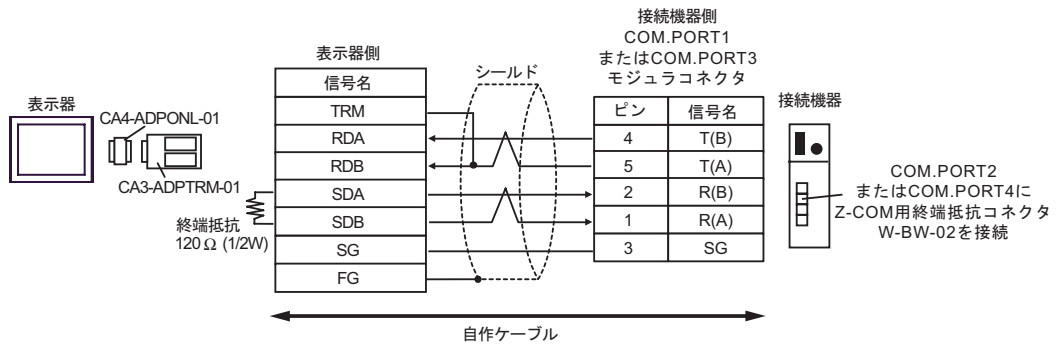 接続機器側
COM.PORT1
またはCOM.PORT3
モジュラコネクタ
表示器側
シールド
信号名
TRM
RDA
RDB
SDA
SDB
SG
FG
ピン 信号名
4 T(B)
5 T(A)
2 R(B)
1 R(A)
3 SG
表示器
CA4-ADPONL-01
CA3-ADPTRM-01
終端抵抗
120Ω (1/2W)
接続機器
COM.PORT2
またはCOM.PORT4に
Z-COM用終端抵抗コネクタ
W-BW-02を接続
自作ケーブル